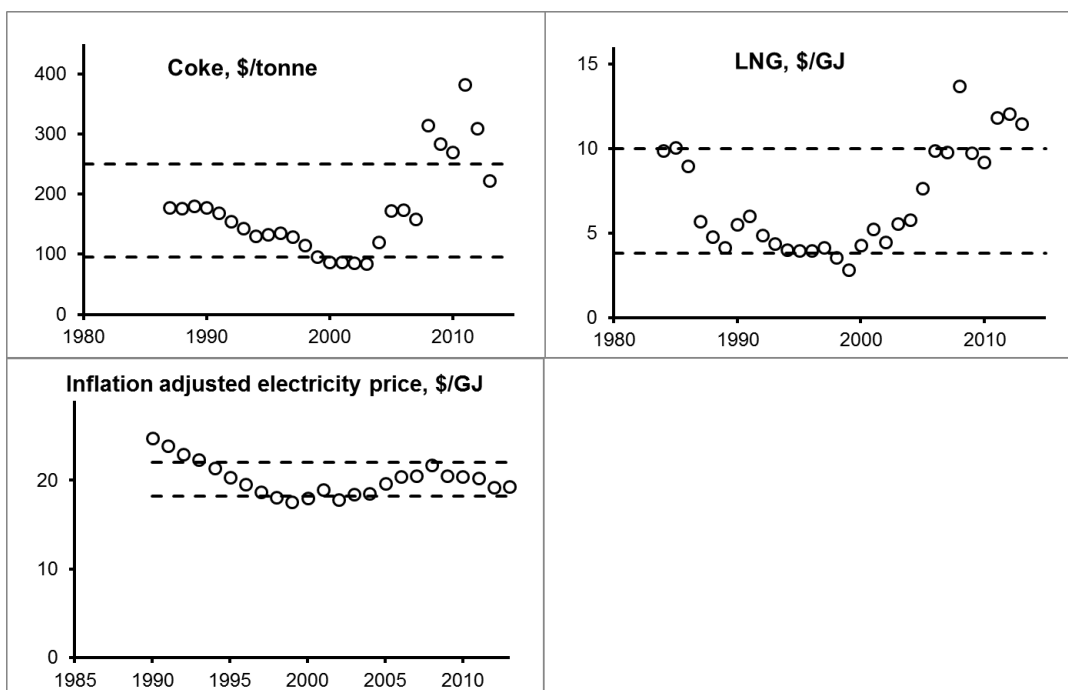 Coke, $/tonne
400
300
200
100
0
1980 1990 2000 2010
LNG, $/GJ
15
10
5
0
1980 1990 2000 2010
Inflation adjusted electricity price, $/GJ
20
10
0
1985 1990 1995 2000 2005 2010